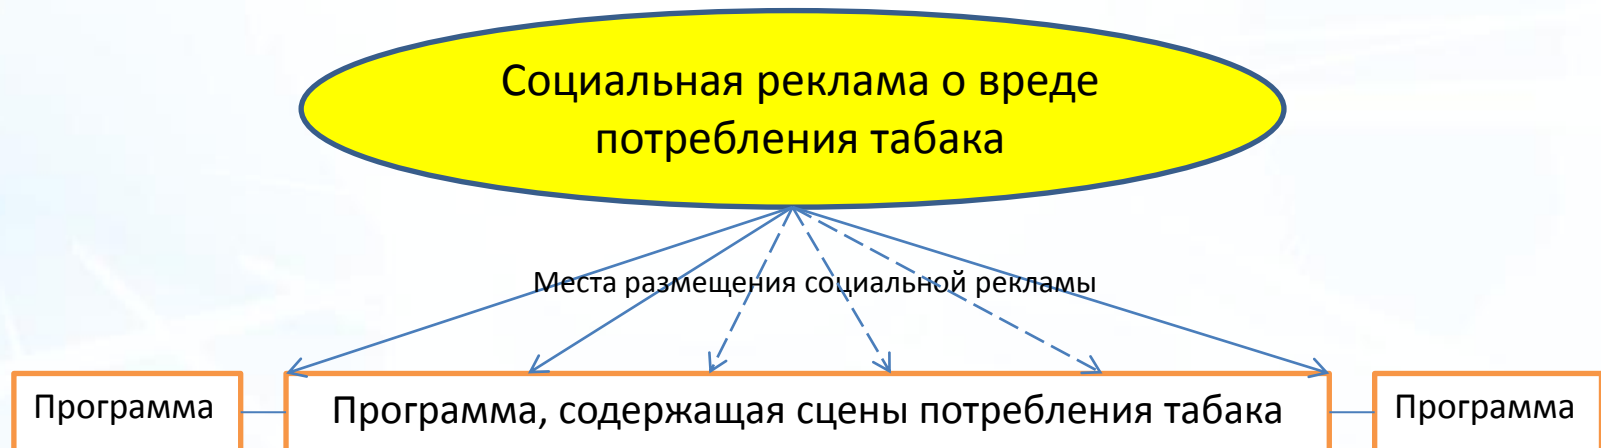 Социальная реклама о вреде
потребления табака
Места размещения социальной рекламы
Программа
Программа, содержащая сцены потребления табака
Программа